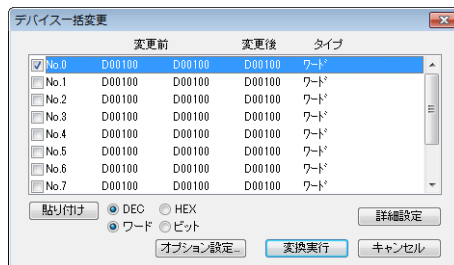 デバイス一括変更
変更前 変更後 タイプ
No.0 D00100 D00100 D00100 ワード
No.1 D00100 D00100 D00100 ワード
No.2 D00100 D00100 D00100 ワード
No.3 D00100 D00100 D00100 ワード
No.4 D00100 D00100 D00100 ワード
No.5 D00100 D00100 D00100 ワード
No.6 D00100 D00100 D00100 ワード
No.7 D00100 D00100 D00100 ワード
貼り付け DEC HEX 詳細設定
ワード ビット
オプション設定... 変換実行 キャンセル